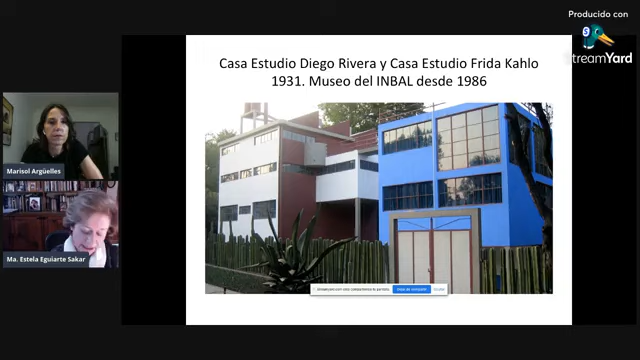 Producido con
StreamYard
Casa Estudio Diego Rivera y Casa Estudio Frida Kahlo
1931. Museo del INBAL desde 1986
Marisol Argüelles
Ma. Estela Eguiarte Sakar